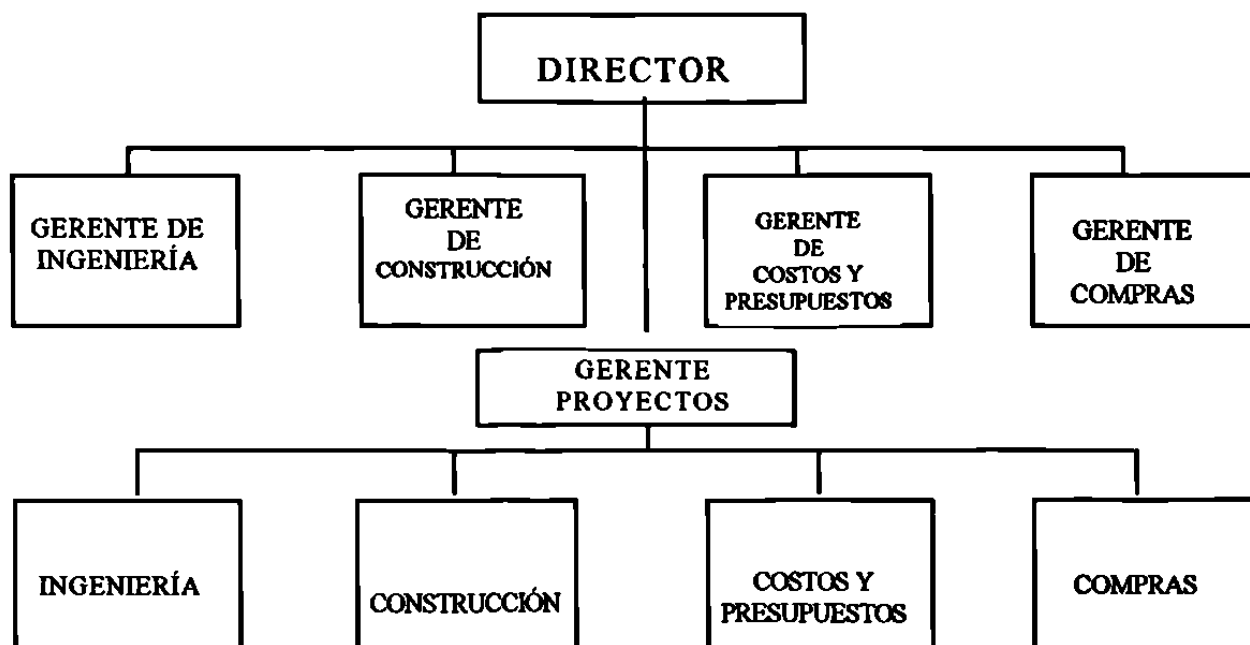 DIRECTOR
GERENTE DE
INGENIERÍA
GERENTE
DE
CONSTRUCCIÓN
GERENTE
DE
COSTOS Y
PRESUPUESTOS
GERENTE
DE
COMPRAS
GERENTE
PROYECTOS
INGENIERÍA
CONSTRUCCIÓN
COSTOS Y
PRESUPUESTOS
COMPRAS